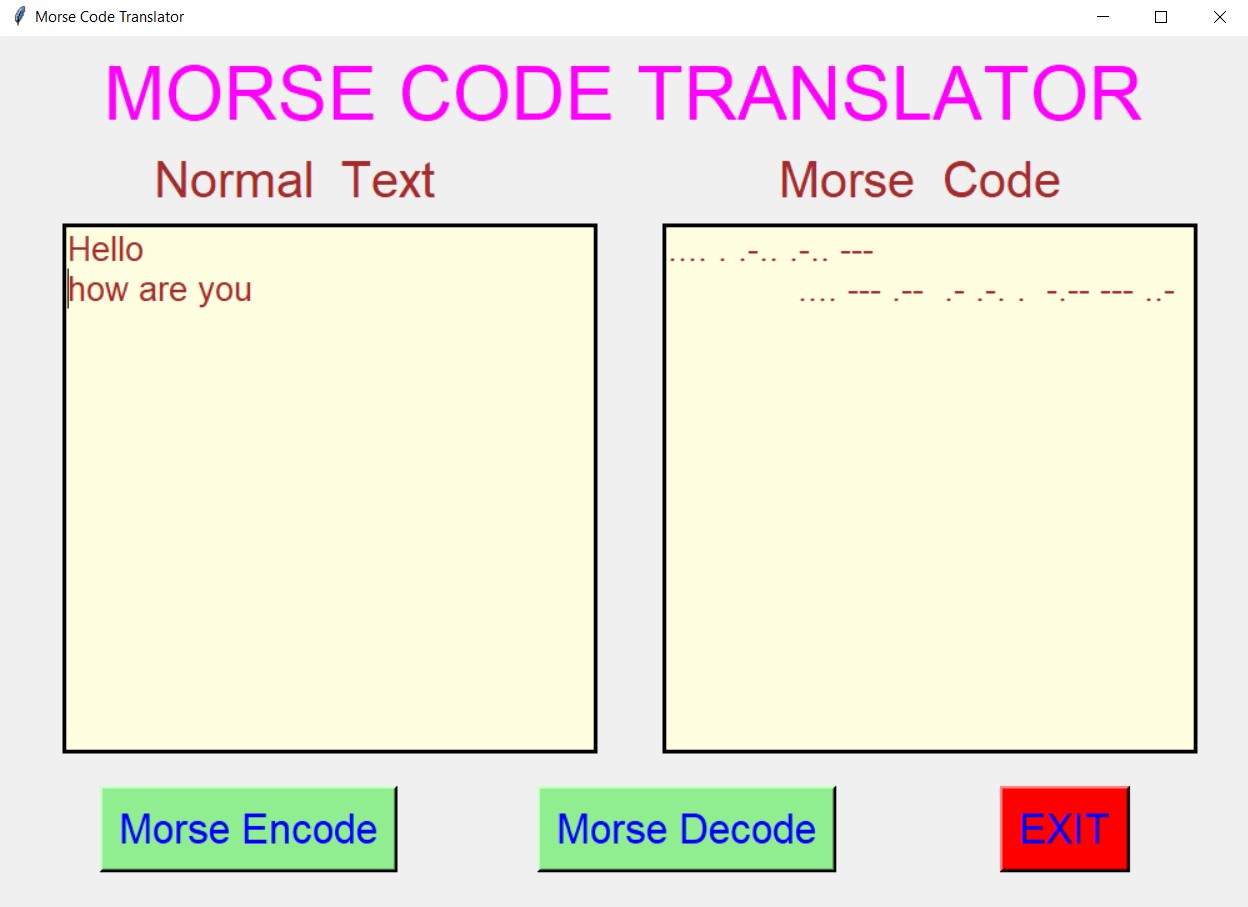 Morse Code Translator
MORSE CODE TRANSLATOR
Normal Text
Hello
how are you
Morse Code
.... . .-.. .-.. ---
.... --- .--  .- .-. .  -.-- --- ..-
Morse Encode
Morse Decode
EXIT